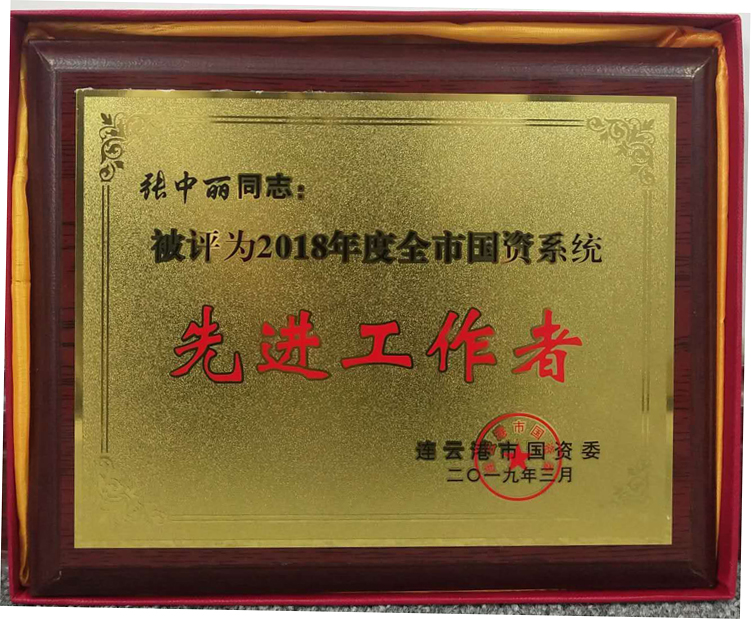 张中丽同志：
被评为2018年度全市国资系统
先进工作者
连云港市国资委
二〇一九年三月